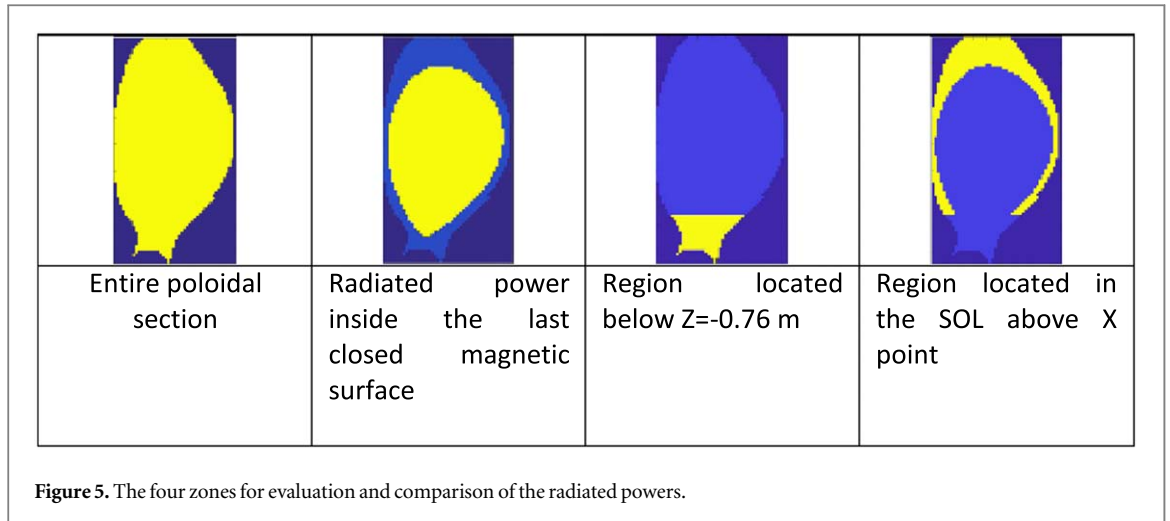 Entire poloidal
section
Radiated power
inside the last
closed magnetic
surface
Region located
below Z=-0.76 m
Region located in
the SOL above X
point
Figure 5. The four zones for evaluation and comparison of the radiated powers.